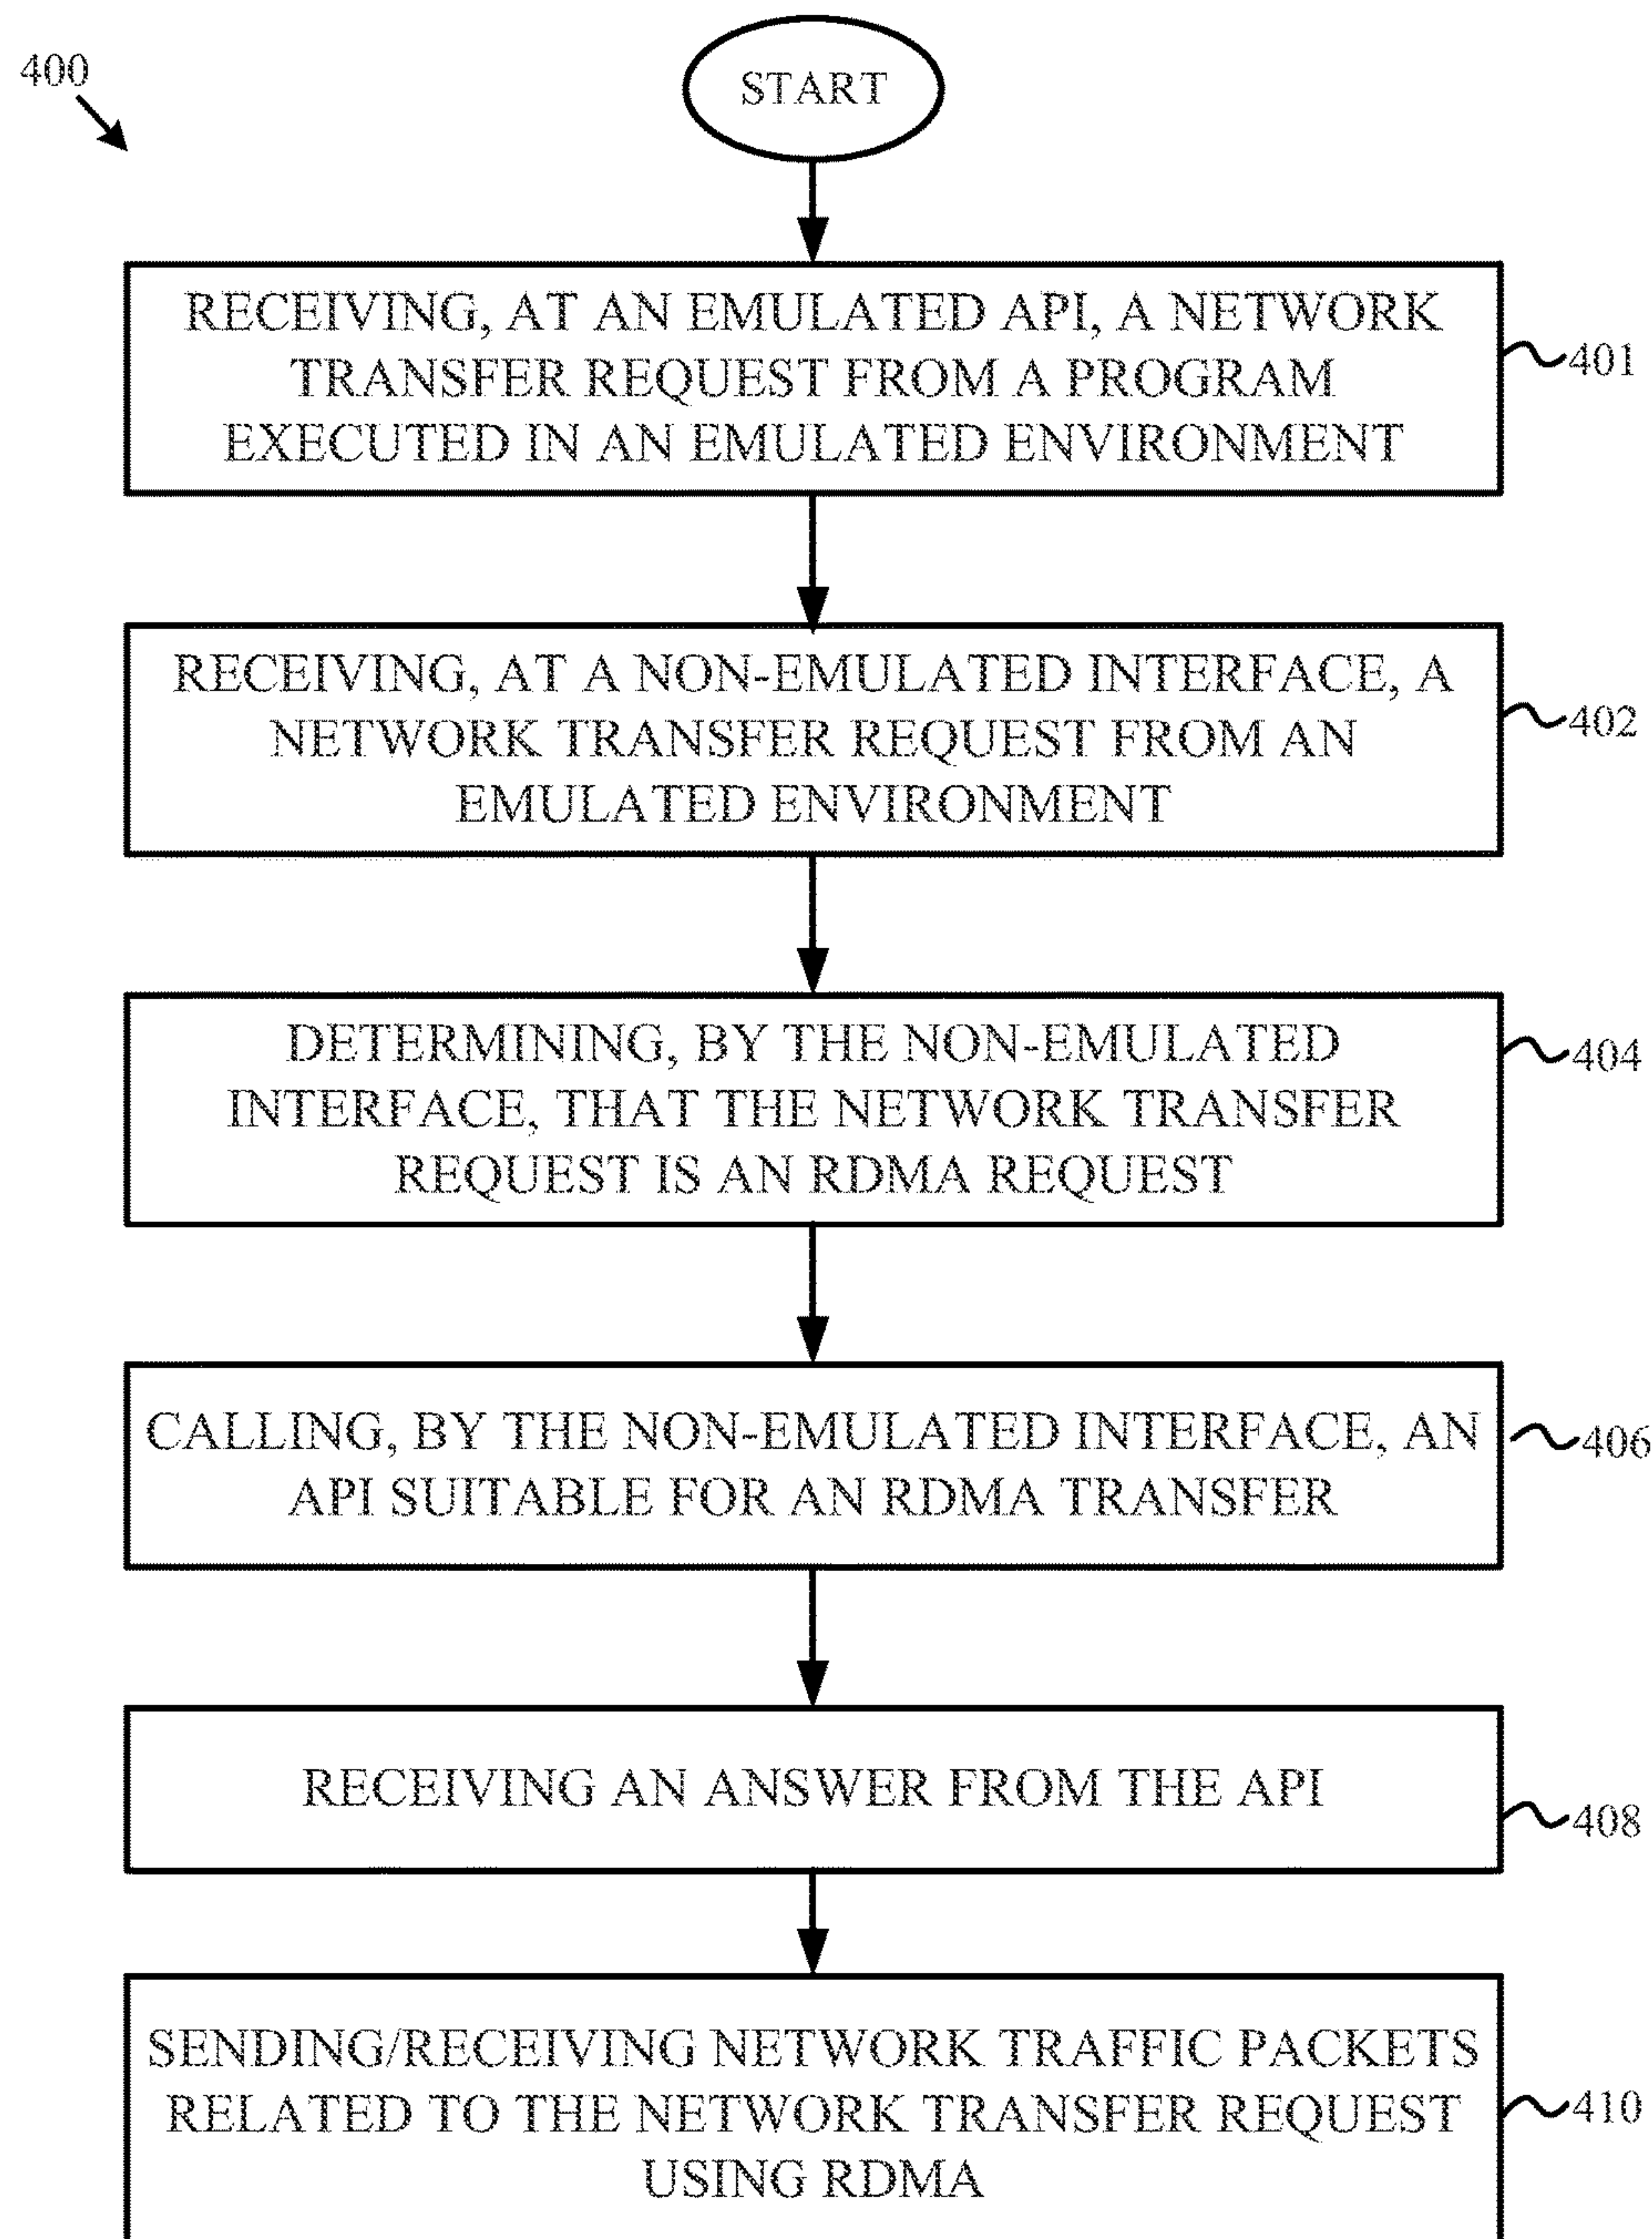 400
START
RECEIVING, AT AN EMULATED API, A NETWORK
TRANSFER REQUEST FROM A PROGRAM
EXECUTED IN AN EMULATED ENVIRONMENT
401
RECEIVING, AT A NON-EMULATED INTERFACE, A
NETWORK TRANSFER REQUEST FROM AN
EMULATED ENVIRONMENT
402
DETERMINING, BY THE NON-EMULATED
INTERFACE, THAT THE NETWORK TRANSFER
REQUEST IS AN RDMA REQUEST
404
CALLING, BY THE NON-EMULATED INTERFACE, AN
API SUITABLE FOR AN RDMA TRANSFER
406
RECEIVING AN ANSWER FROM THE API
408
SENDING/RECEIVING NETWORK TRAFFIC PACKETS
RELATED TO THE NETWORK TRANSFER REQUEST
USING RDMA
410